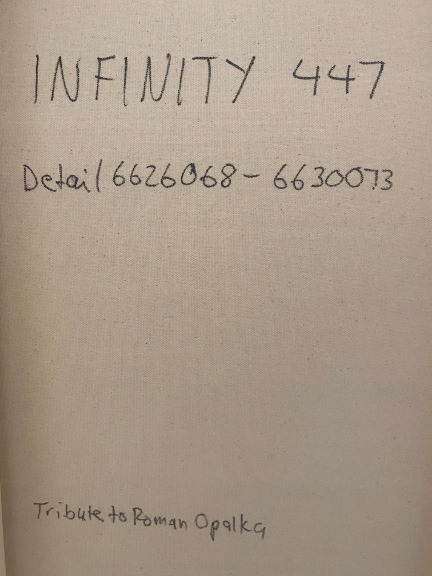 INFINITY 447
Detail 6626068 - 6630073
Tribute to Roman Opalka